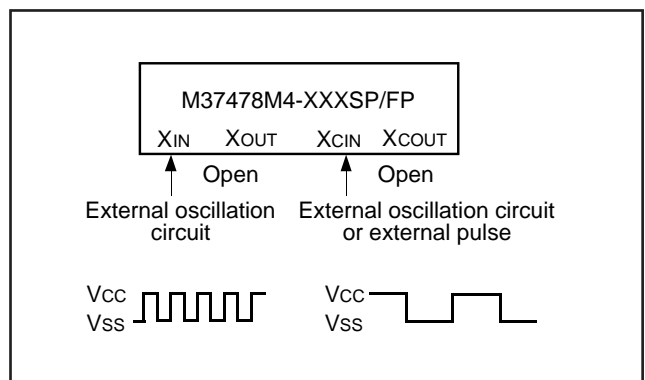 M37478M4-XXXSP/FP
XIN XOUT XCIN XCOUT
Open Open
External oscillation circuit
External oscillation circuit or external pulse
VCC
VSS
VCC
VSS